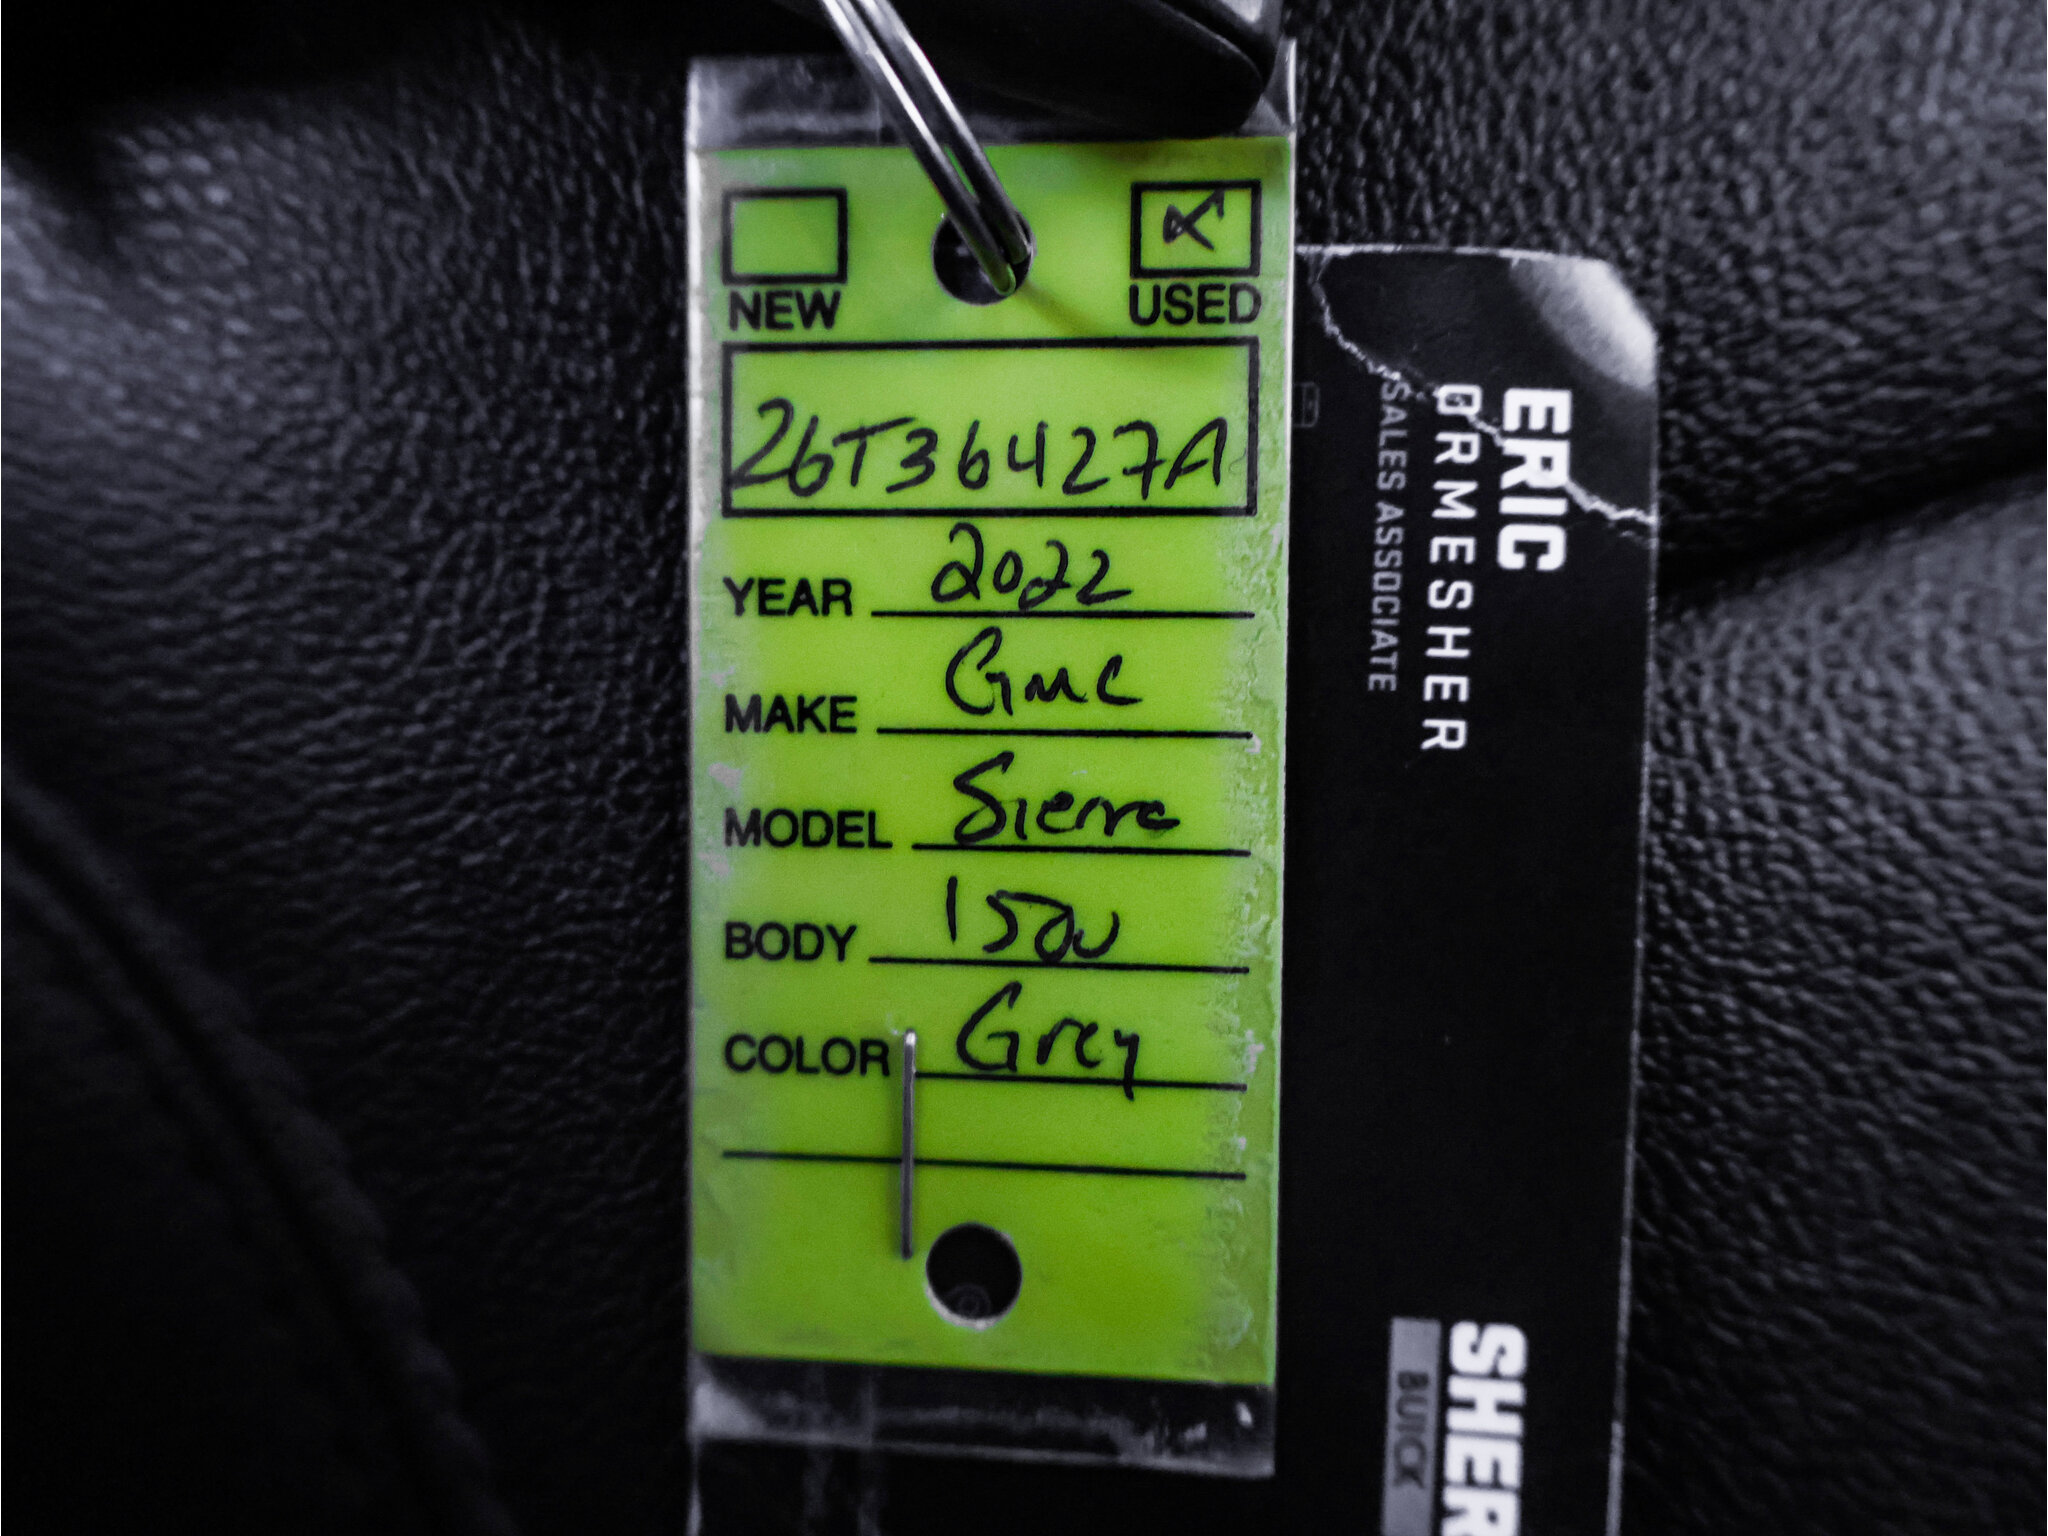 NEW
USED
26T36427A
YEAR 2022
MAKE GMC
MODEL Sierra
BODY 1500
COLOR Grey
ERIC
ORMESHER
SALES ASSOCIATE
SHER
BUICK